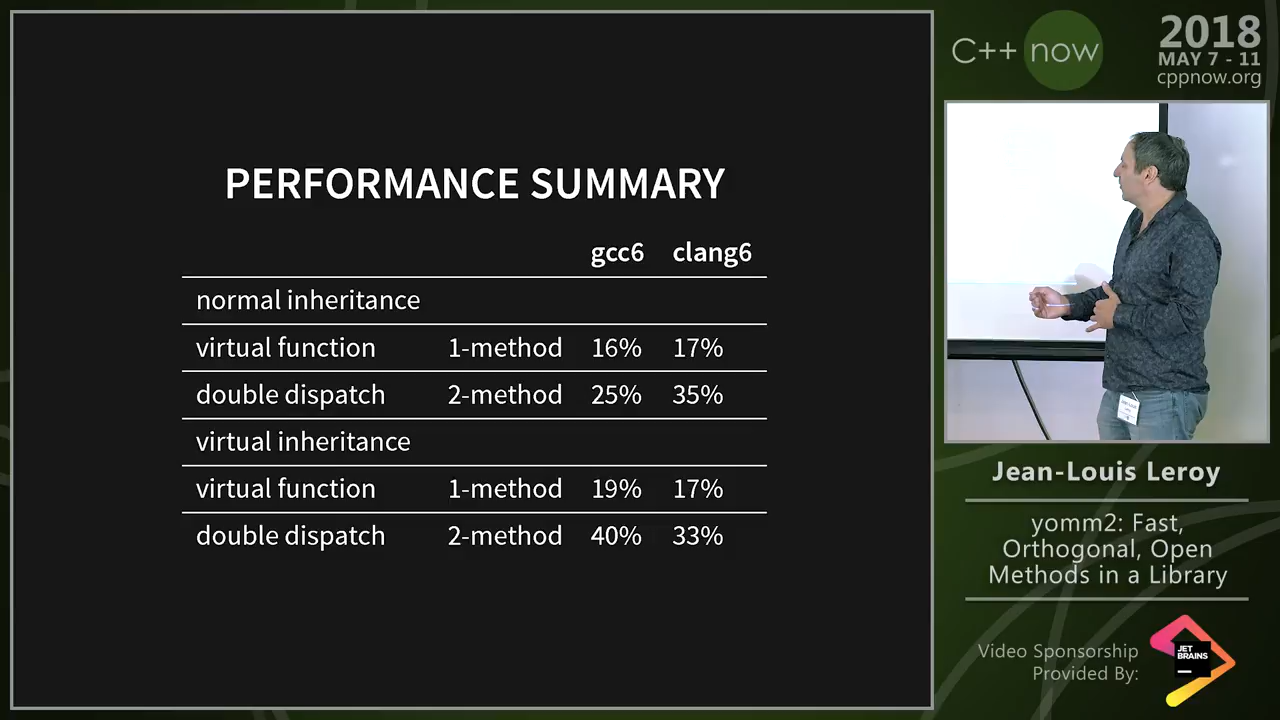 PERFORMANCE SUMMARY
gcc6 clang6
normal inheritance
virtual function 1-method 16% 17%
double dispatch 2-method 25% 35%
virtual inheritance
virtual function 1-method 19% 17%
double dispatch 2-method 40% 33%
C++ now
2018
MAY 7 - 11
cppnow.org
Jean-Louis Leroy
yomm2: Fast,
Orthogonal, Open
Methods in a Library
Video Sponsorship
Provided By:
JET
BRAINS